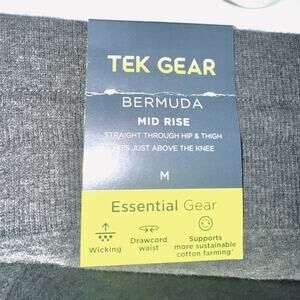 TEK GEAR
BERMUDA
MID RISE
STRAIGHT THROUGH HIP & THIGH
HITS JUST ABOVE THE KNEE
M
Essential Gear
Wicking
Drawcord
waist
Supports
more sustainable
cotton farming*